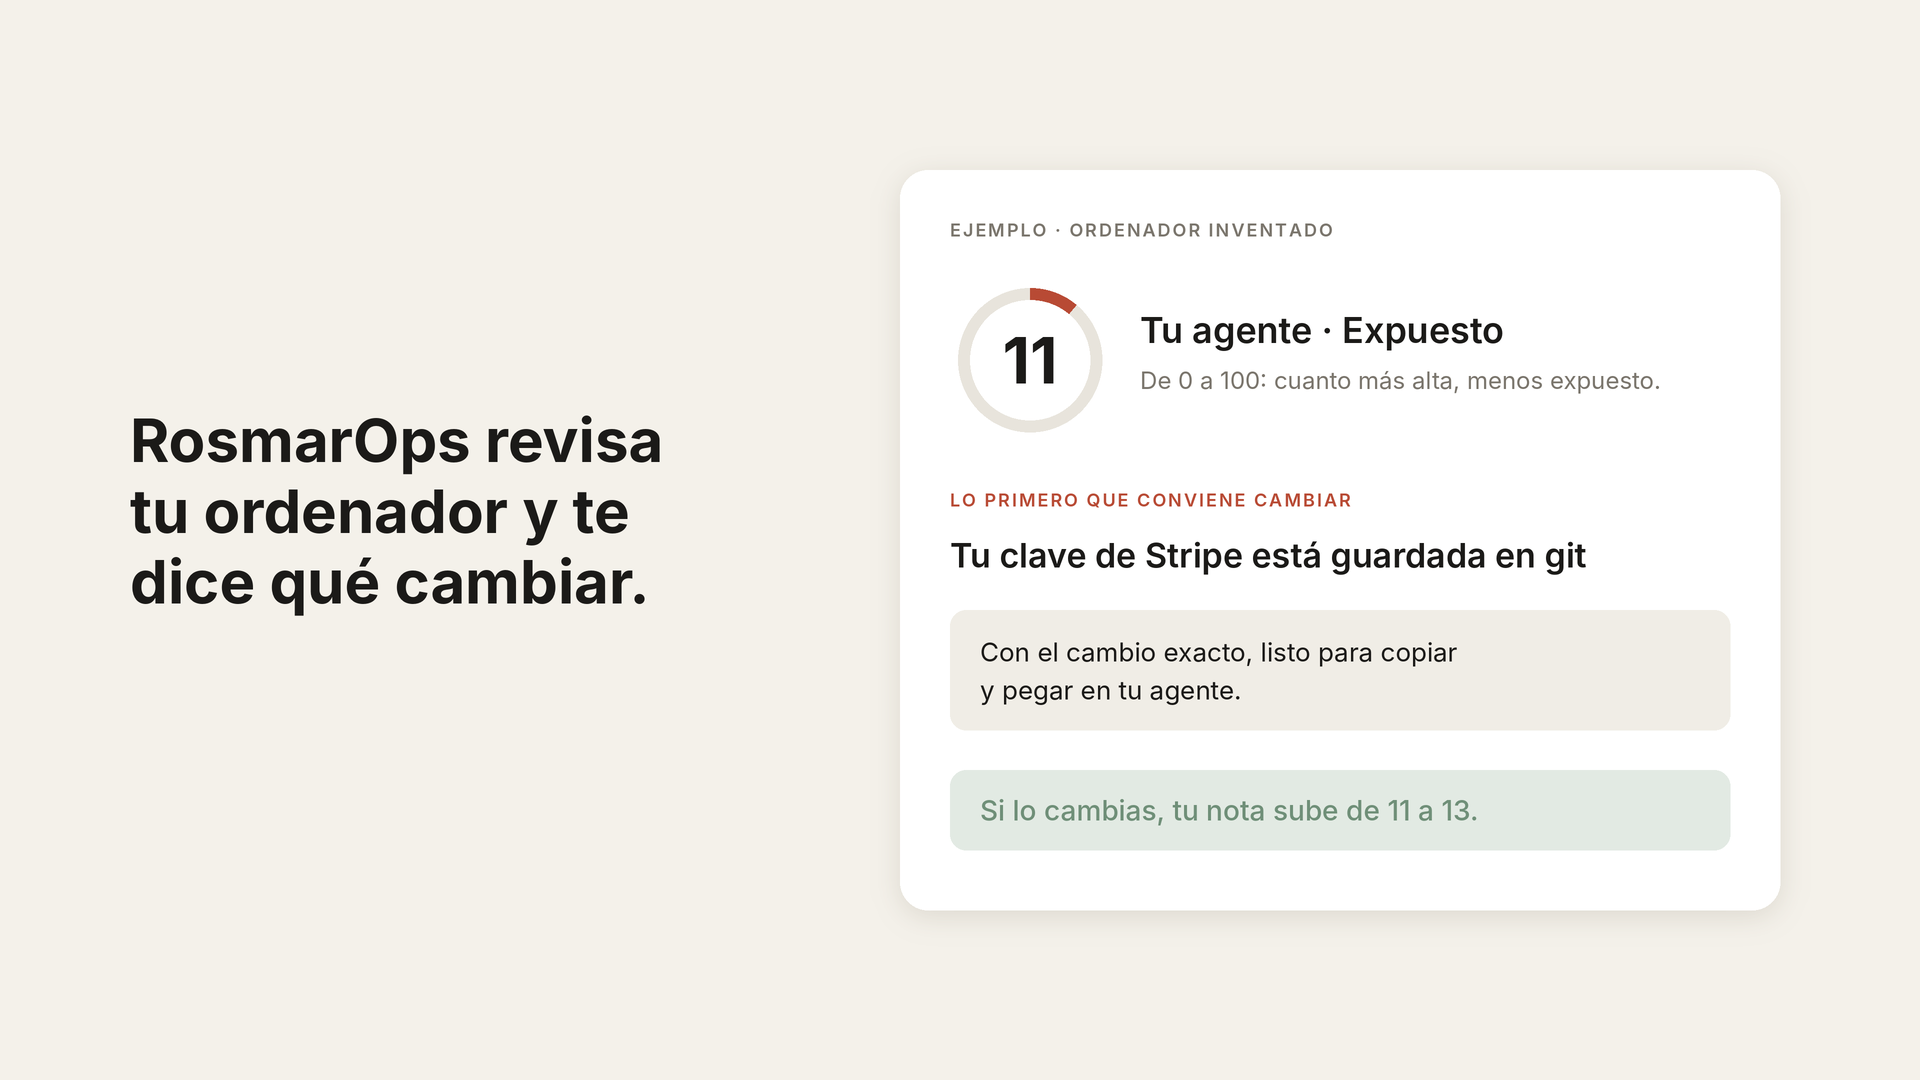 RosmarOps revisa
tu ordenador y te
dice qué cambiar.
EJEMPLO · ORDENADOR INVENTADO
11
Tu agente · Expuesto
De 0 a 100: cuanto más alta, menos expuesto.
LO PRIMERO QUE CONVIENE CAMBIAR
Tu clave de Stripe está guardada en git
Con el cambio exacto, listo para copiar
y pegar en tu agente.
Si lo cambias, tu nota sube de 11 a 13.